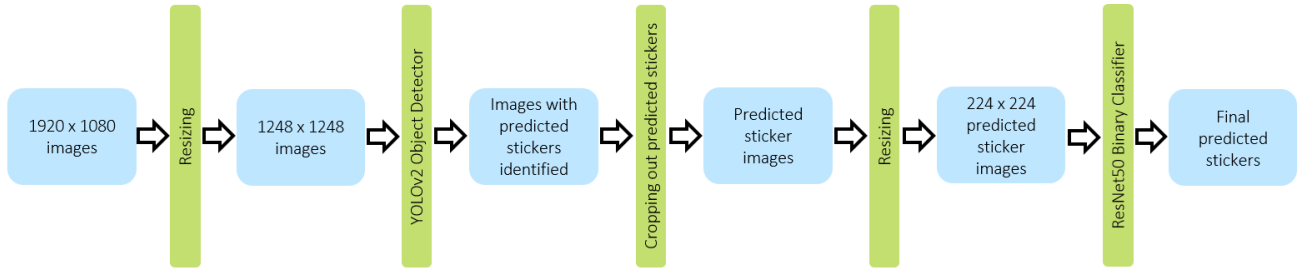 1920 x 1080
images
Resizing
1248 x 1248
images
YOLOv2 Object Detector
Images with
predicted
stickers
identified
Cropping out predicted stickers
Predicted
sticker
images
Resizing
224 x 224
predicted
sticker
images
ResNet50 Binary Classifier
Final
predicted
stickers